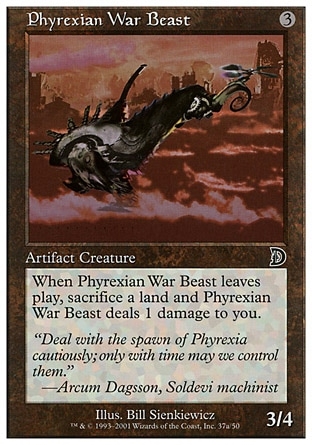 Phyrexian War Beast 3
Artifact Creature
When Phyrexian War Beast leaves
play, sacrifice a land and Phyrexian
War Beast deals 1 damage to you.
“Deal with the spawn of Phyrexia
cautiously; only with time may we control
them.”
—Arcum Dagsson, Soldevi machinist
Illus. Bill Sienkiewicz
™ & © 1993–2001 Wizards of the Coast, Inc. 37a/50
3/4